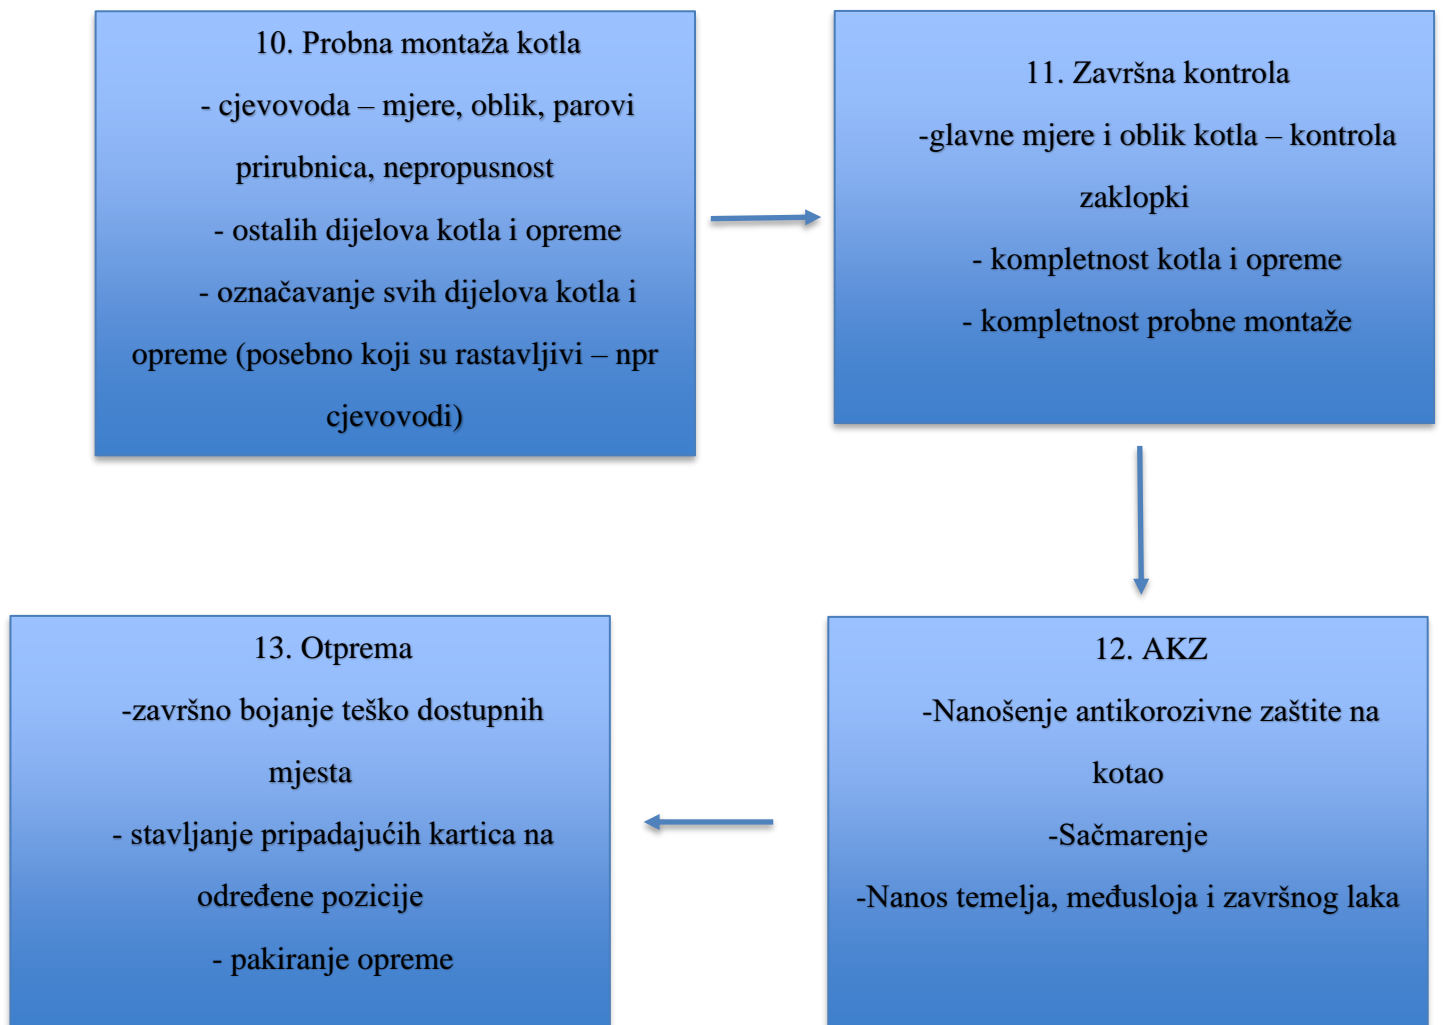 10. Probna montaža kotla
- cjevovoda – mjere, oblik, parovi
prirubnica, nepropusnost
- ostalih dijelova kotla i opreme
- označavanje svih dijelova kotla i
opreme (posebno koji su rastavljivi – npr
cjevovodi)
11. Završna kontrola
-glavne mjere i oblik kotla – kontrola
zaklopki
- kompletnost kotla i opreme
- kompletnost probne montaže
12. AKZ
-Nanošenje antikorozivne zaštite na
kotao
-Sačmarenje
-Nanos temelja, međusloja i završnog laka
13. Otprema
-završno bojanje teško dostupnih
mjesta
- stavljanje pripadajućih kartica na
određene pozicije
- pakiranje opreme